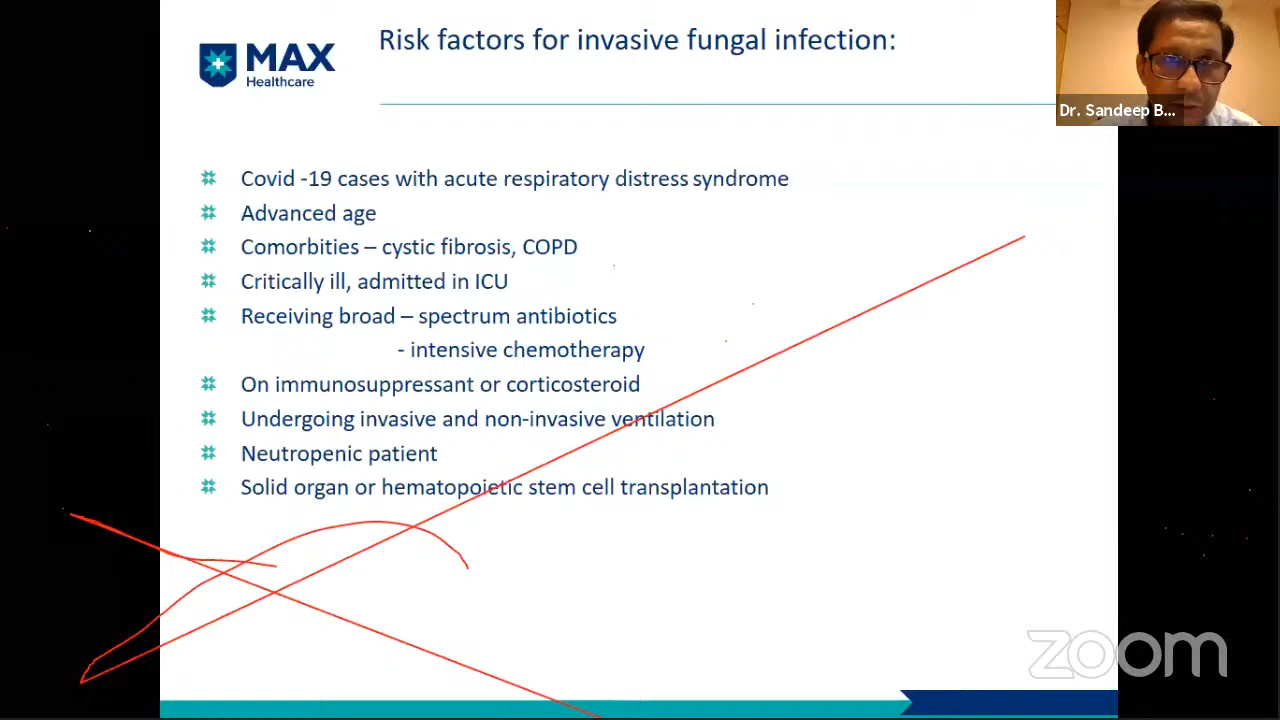 Risk factors for invasive fungal infection:
MAX
Healthcare
Dr. Sandeep B...
Covid -19 cases with acute respiratory distress syndrome
Advanced age
Comorbities – cystic fibrosis, COPD
Critically ill, admitted in ICU
Receiving broad – spectrum antibiotics
- intensive chemotherapy
On immunosuppressant or corticosteroid
Undergoing invasive and non-invasive ventilation
Neutropenic patient
Solid organ or hematopoietic stem cell transplantation
zoom